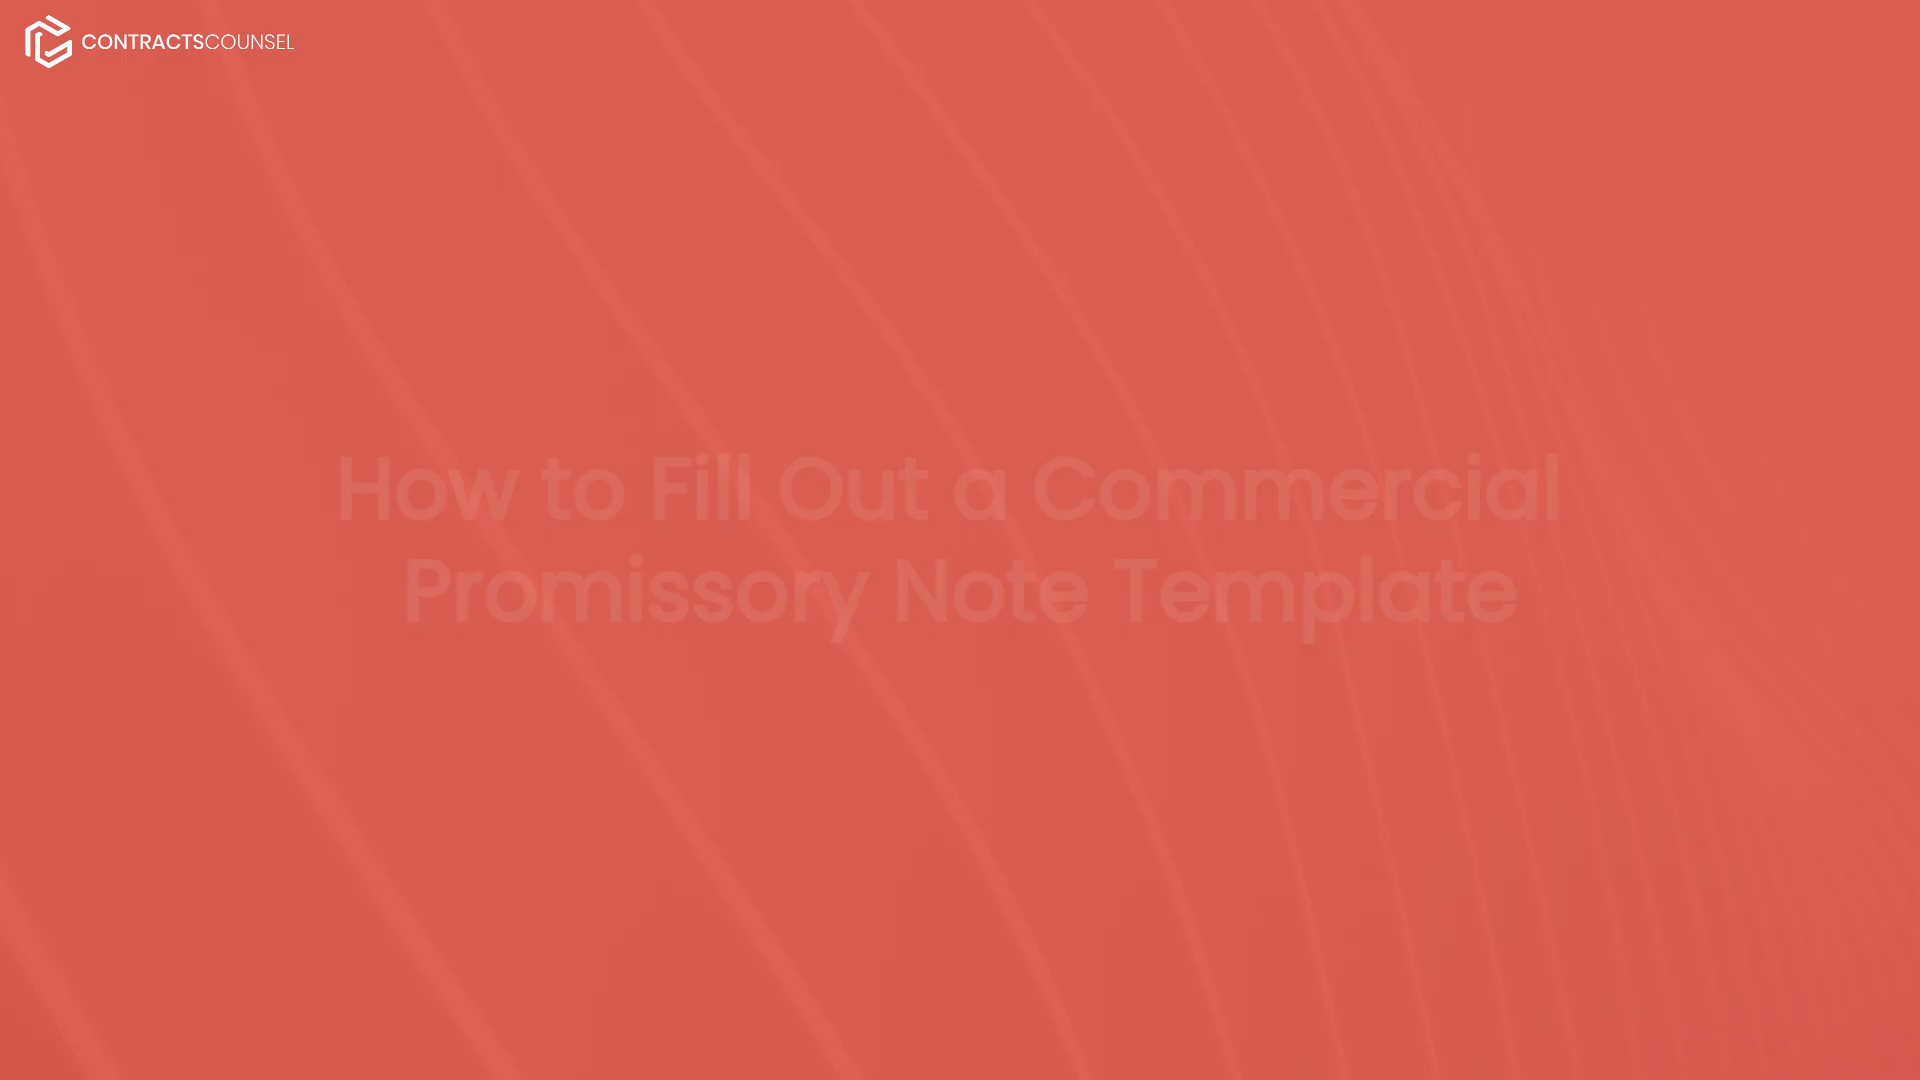 CONTRACTSCOUNSEL
How to Fill Out a Commercial
Promissory Note Template